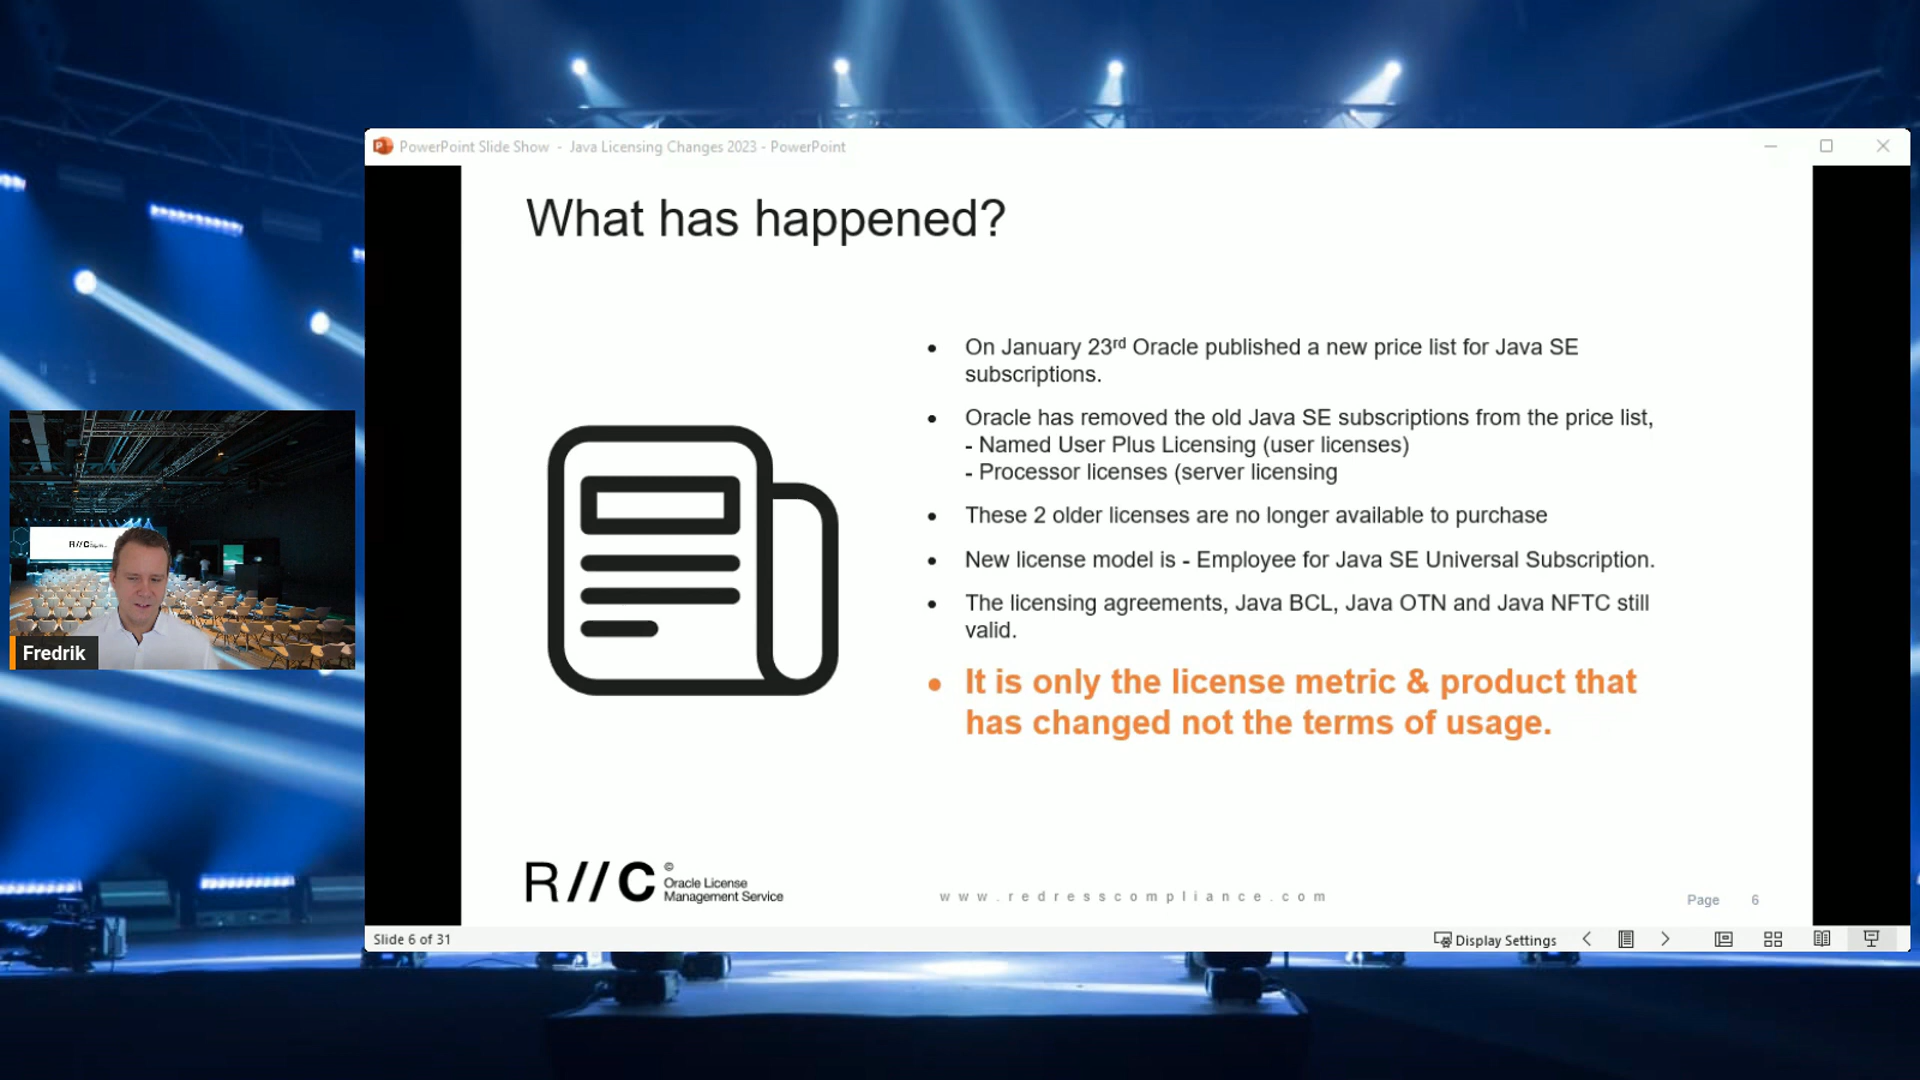 PowerPoint Slide Show - Java Licensing Changes 2023 - PowerPoint
What has happened?
• On January 23rd Oracle published a new price list for Java SE
subscriptions.
• Oracle has removed the old Java SE subscriptions from the price list,
- Named User Plus Licensing (user licenses)
- Processor licenses (server licensing
• These 2 older licenses are no longer available to purchase
• New license model is - Employee for Java SE Universal Subscription.
• The licensing agreements, Java BCL, Java OTN and Java NFTC still
valid.
• It is only the license metric & product that
has changed not the terms of usage.
R//C
Fredrik
R//C ©
Oracle License
Management Service
www.redresscompliance.com
Page 6
Slide 6 of 31
Display Settings